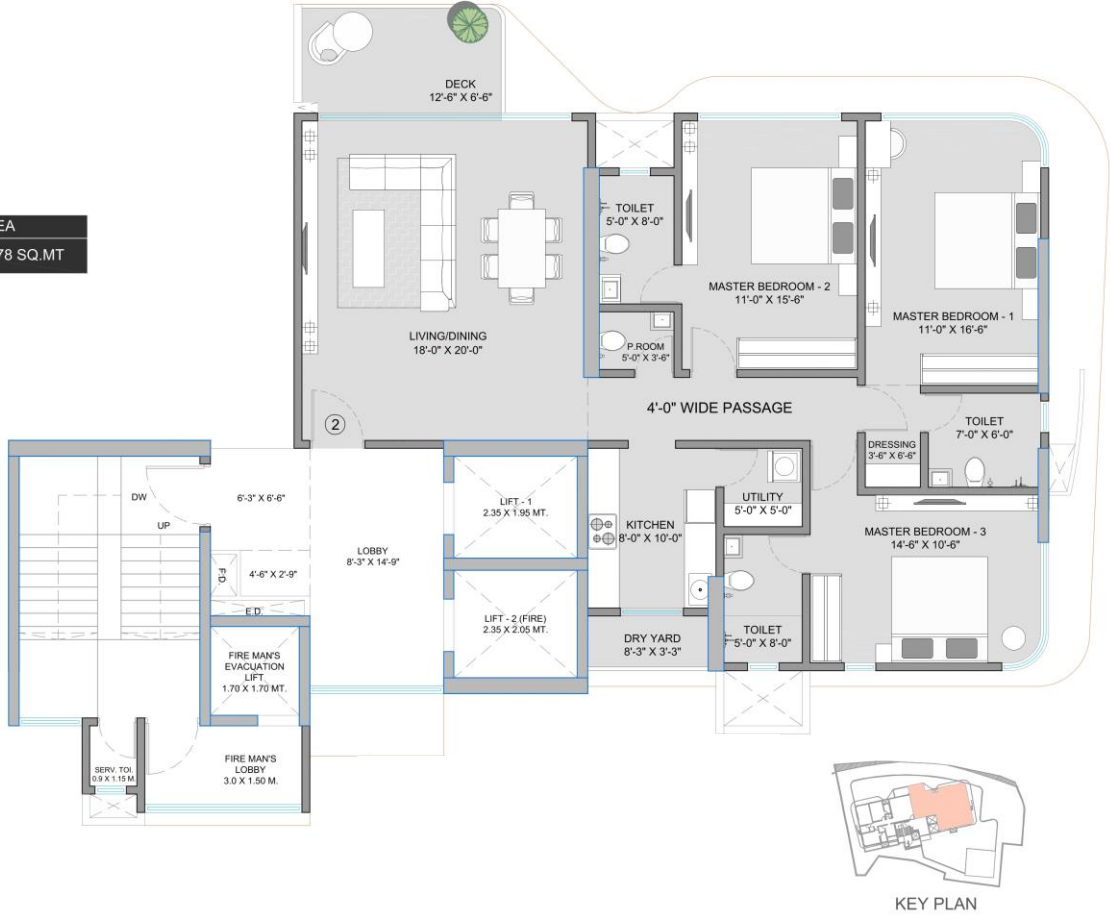 DECK
12'-6" X 6'-6"
EA
78 SQ.MT
TOILET
5'-0" X 8'-0"
MASTER BEDROOM - 2
11'-0" X 15'-6"
MASTER BEDROOM - 1
11'-0" X 16'-6"
LIVING/DINING
18'-0" X 20'-0"
P.ROOM
5'-0" X 3'-6"
4'-0" WIDE PASSAGE
2
TOILET
7'-0" X 6'-0"
DRESSING
3'-6" X 6'-6"
DW
UP
6'-3" X 6'-6"
LIFT - 1
2.35 X 1.95 MT.
UTILITY
5'-0" X 5'-0"
KITCHEN
8'-0" X 10'-0"
MASTER BEDROOM - 3
14'-6" X 10'-6"
LOBBY
8'-3" X 14'-9"
F.D.
4'-6" X 2'-9"
E.D.
LIFT - 2 (FIRE)
2.35 X 2.05 MT.
TOILET
5'-0" X 8'-0"
DRY YARD
8'-3" X 3'-3"
FIRE MAN'S
EVACUATION
LIFT
1.70 X 1.70 MT.
FIRE MAN'S
LOBBY
3.0 X 1.50 M.
SERV. TOI.
0.9 X 1.15 M.
KEY PLAN